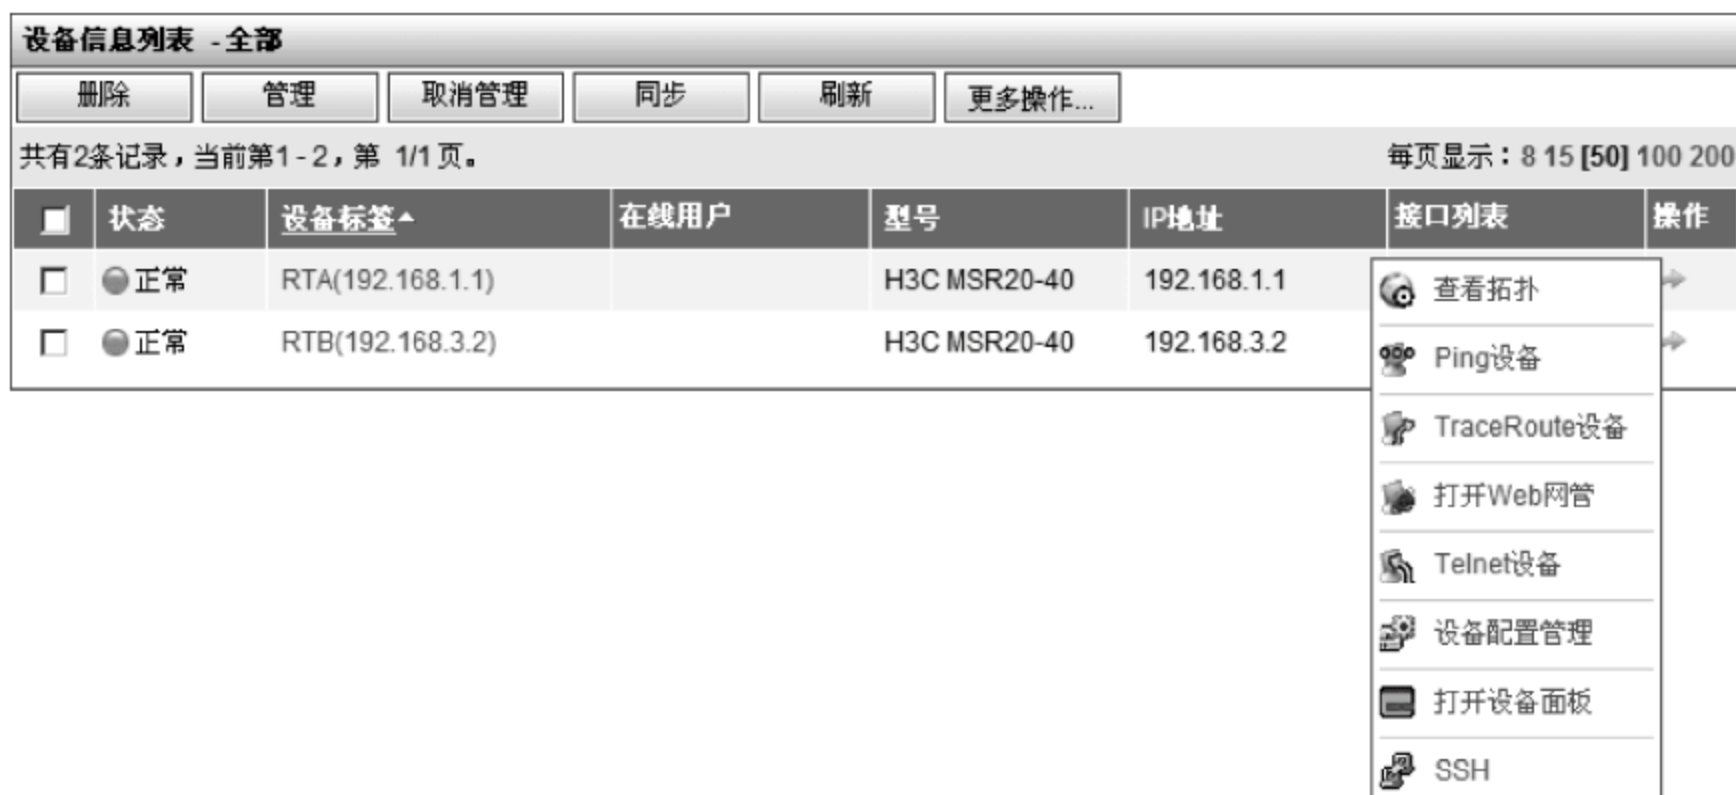 设备信息列表 -全部
删除 管理 取消管理 同步 刷新 更多操作...
共有2条记录，当前第1 - 2，第 1/1 页。 每页显示：8 15 [50] 100 200
状态 设备标签 在线用户 型号 IP地址 接口列表 操作
正常 RTA(192.168.1.1) H3C MSR20-40 192.168.1.1
正常 RTB(192.168.3.2) H3C MSR20-40 192.168.3.2
查看拓扑
Ping设备
TraceRoute设备
打开Web网管
Telnet设备
设备配置管理
打开设备面板
SSH